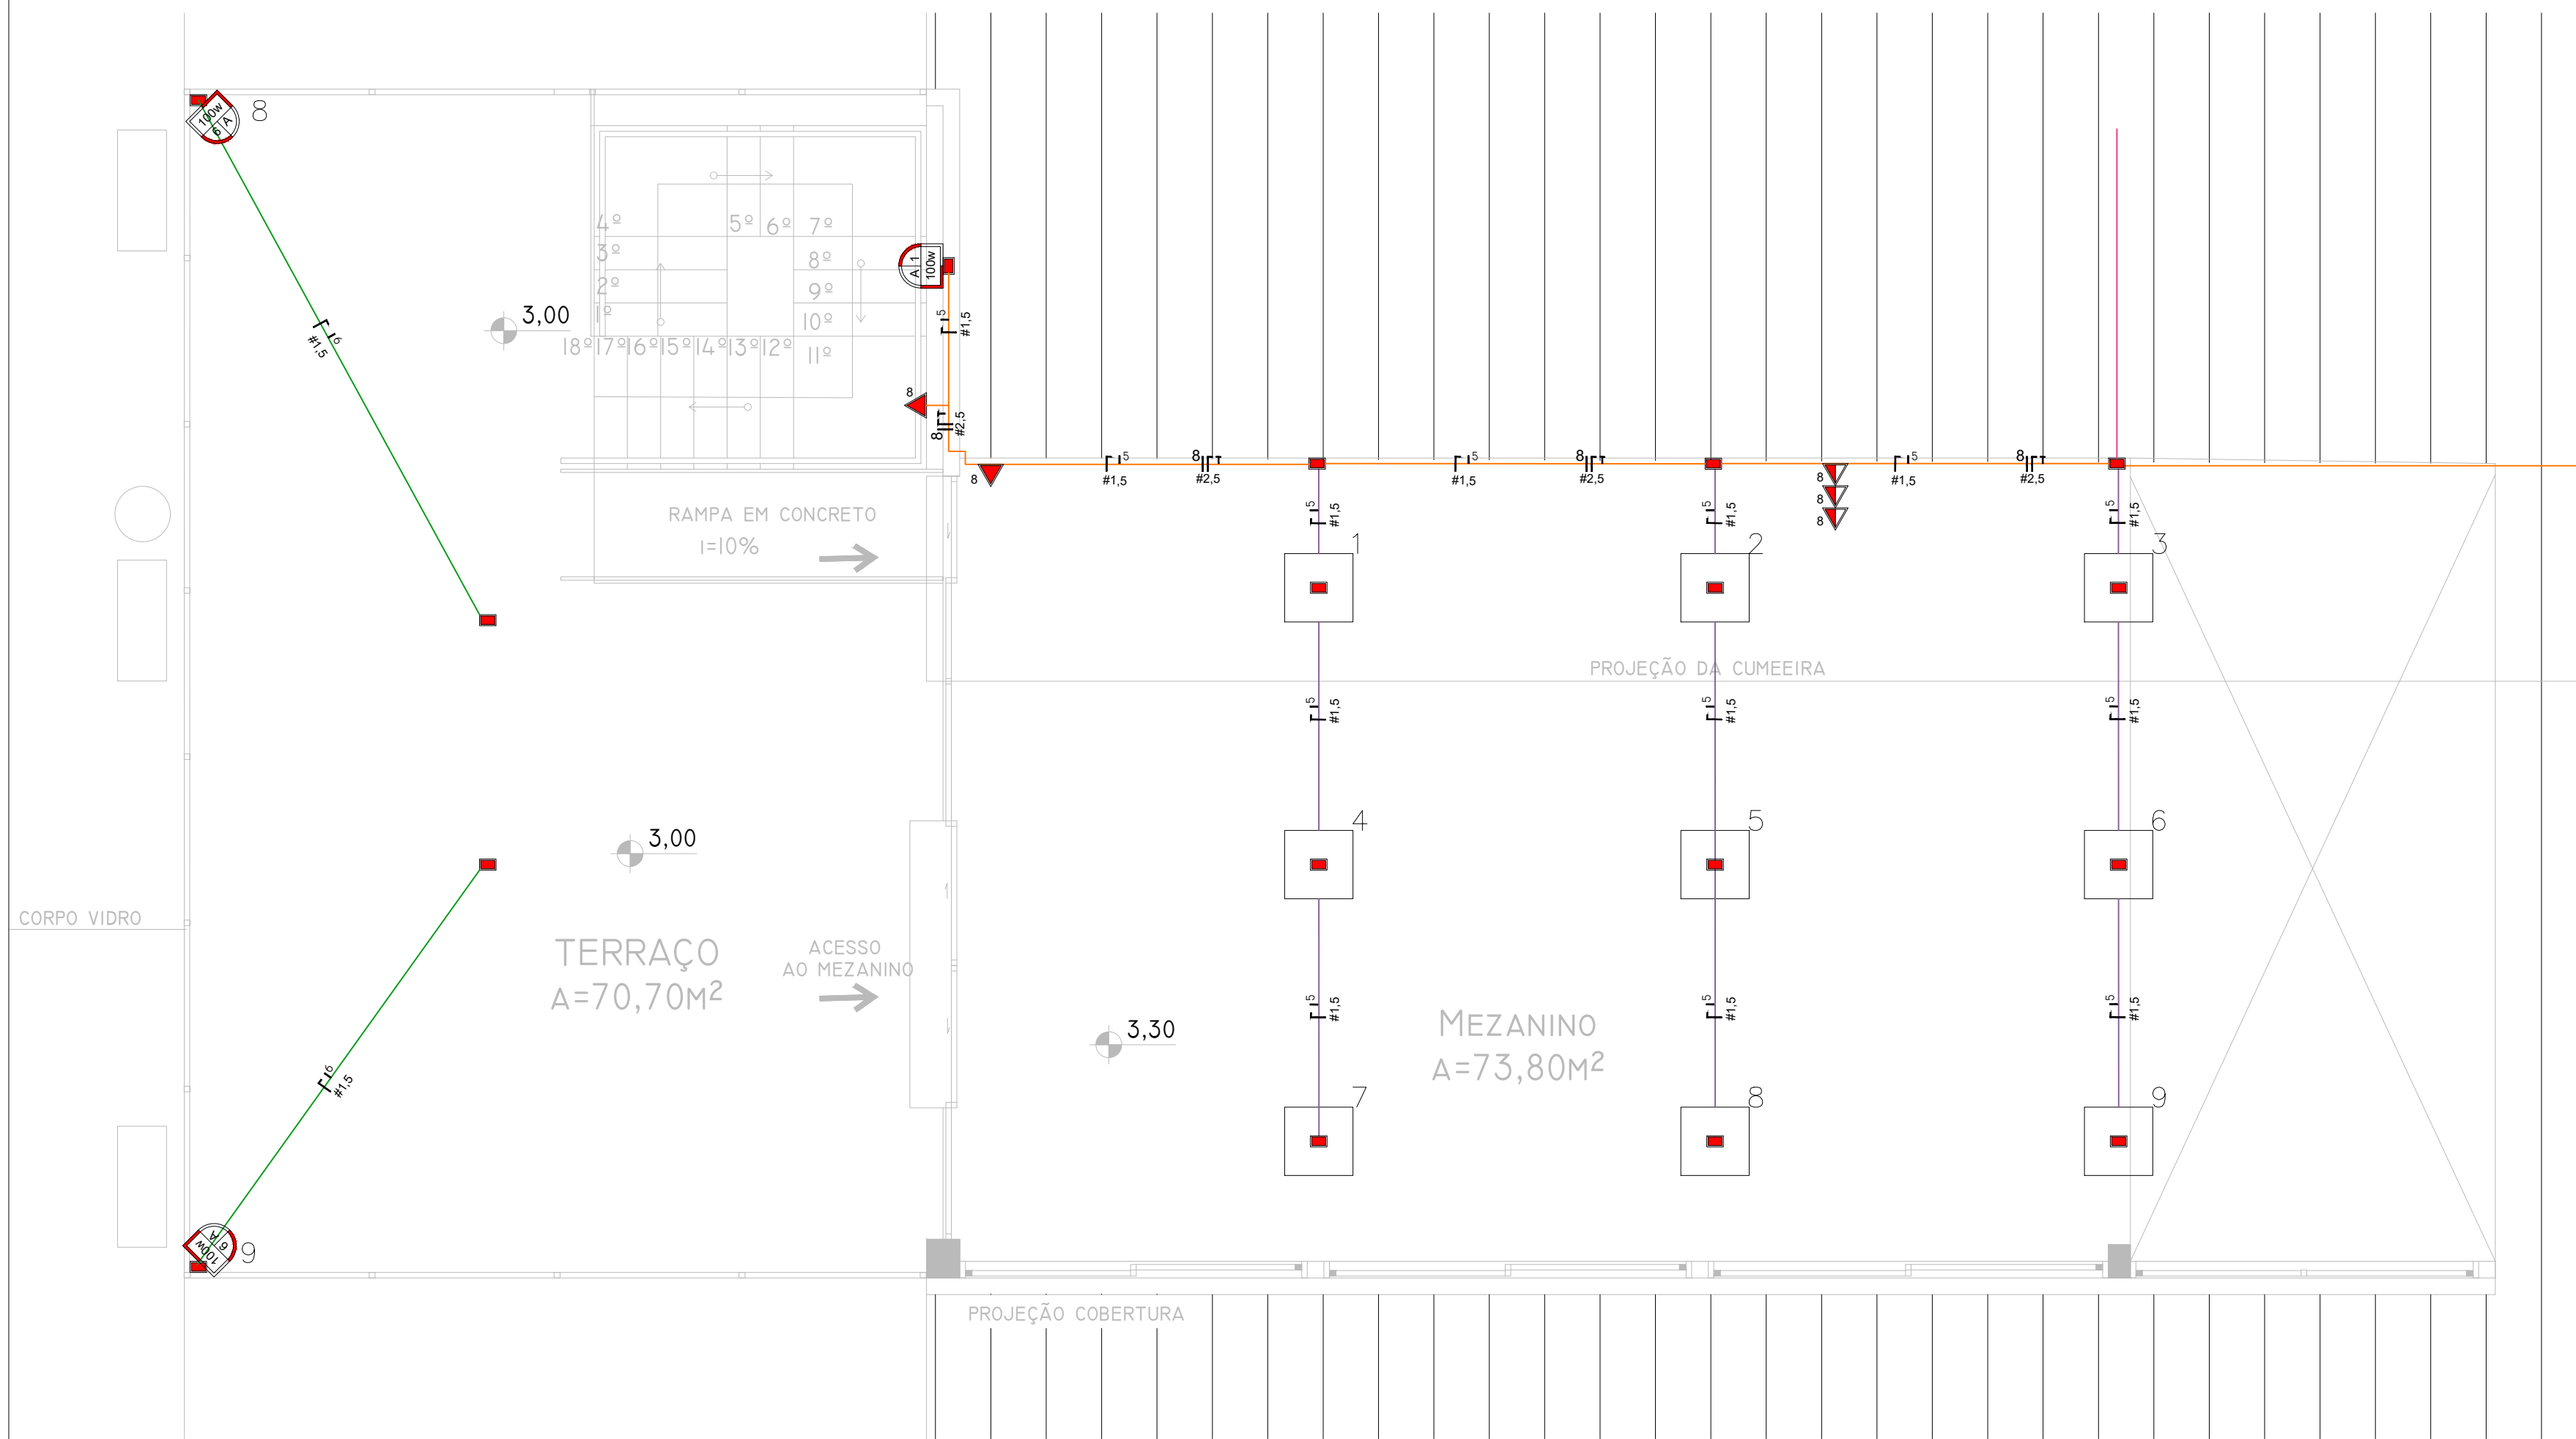 100w
6
A
8
4º
5º
6º
7º
3º
8º
2º
9º
1º
10º
18º
17º
16º
15º
14º
13º
12º
11º
3,00
A
1
100w
5
#1,5
8
8
#2,5
6
#1,5
8
5
#1,5
8
#2,5
5
#1,5
8
#2,5
8
8
8
5
#1,5
8
#2,5
RAMPA EM CONCRETO
i=10%
5
#1,5
5
#1,5
5
#1,5
1
2
3
PROJEÇÃO DA CUMEEIRA
5
#1,5
5
#1,5
5
#1,5
4
5
6
3,00
CORPO VIDRO
TERRAÇO
A=70,70M²
ACESSO
AO MEZANINO
3,30
MEZANINO
A=73,80M²
5
#1,5
5
#1,5
5
#1,5
6
#1,5
7
8
9
A
6
100w
9
PROJEÇÃO COBERTURA